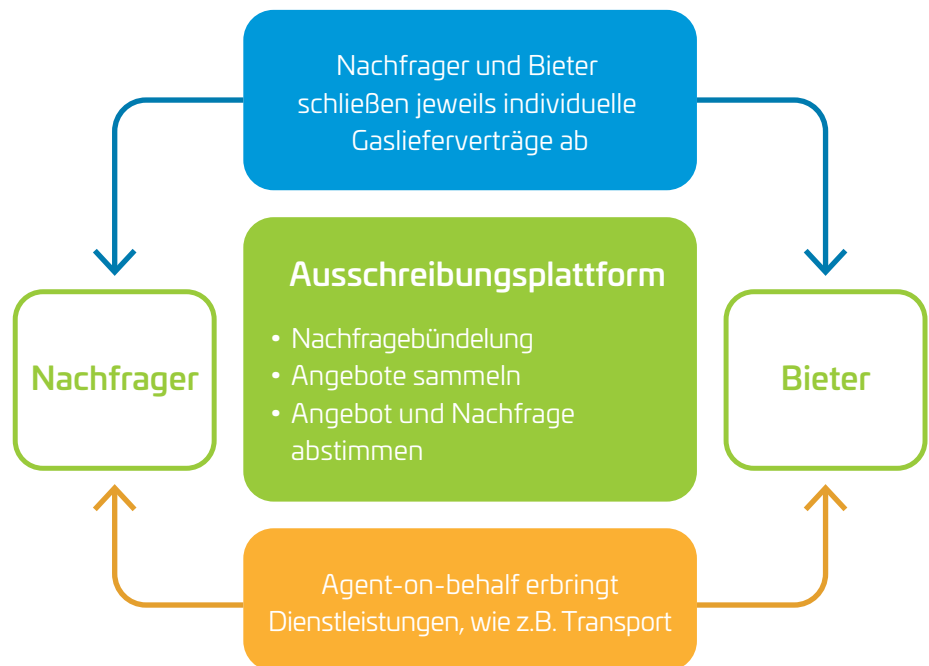 Nachfrager und Bieter
schließen jeweils individuelle
Gaslieferverträge ab
Ausschreibungsplattform
• Nachfragebündelung
• Angebote sammeln
• Angebot und Nachfrage
abstimmen
Nachfrager
Bieter
Agent-on-behalf erbringt
Dienstleistungen, wie z.B. Transport